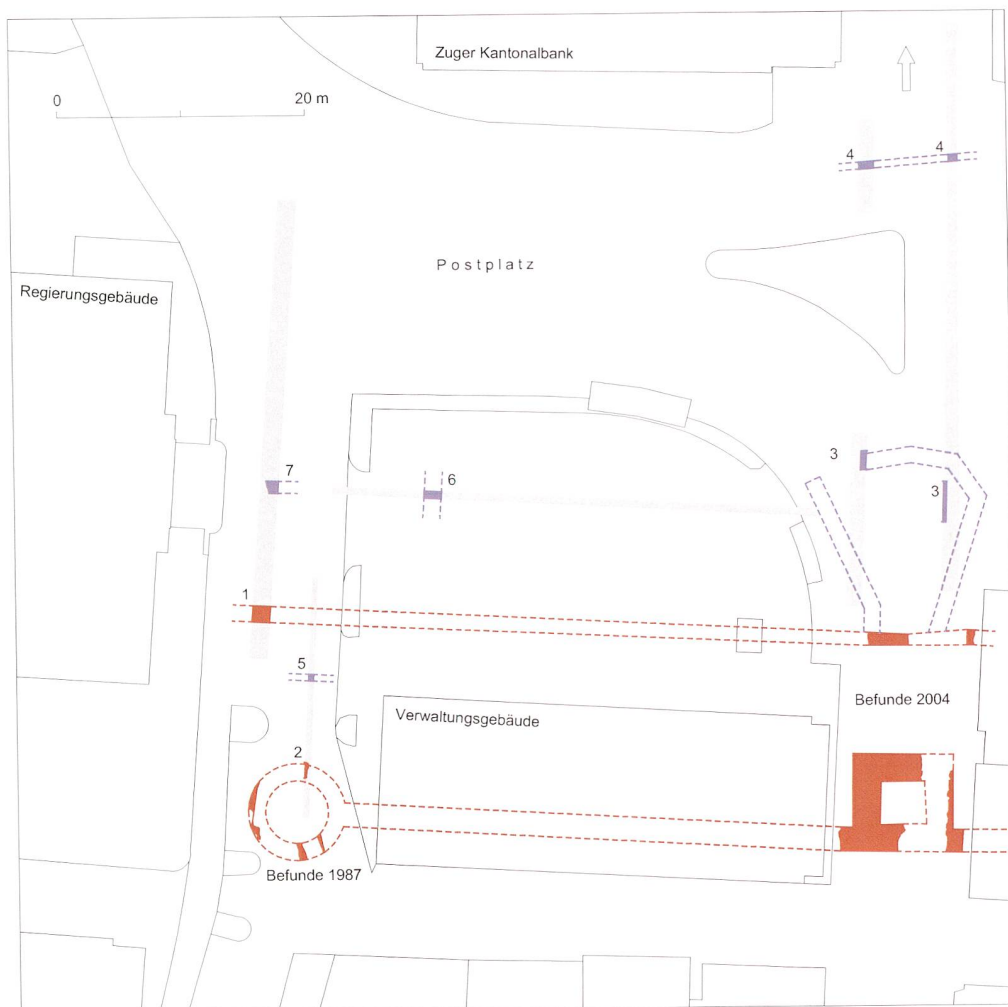 Zuger Kantonalbank
0 20 m
4 4
Postplatz
Regierungsgebäude
3
7
6
3
1
5
Befunde 2004
Verwaltungsgebäude
2
Befunde 1987